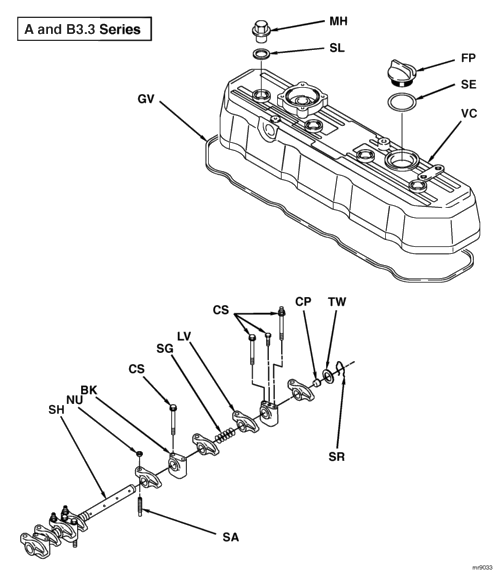 A and B3.3 Series
MH
SL
FP
SE
GV
VC
CP
TW
CS
LV
SG
CS
BK
NU
SH
SR
SA
mr9033